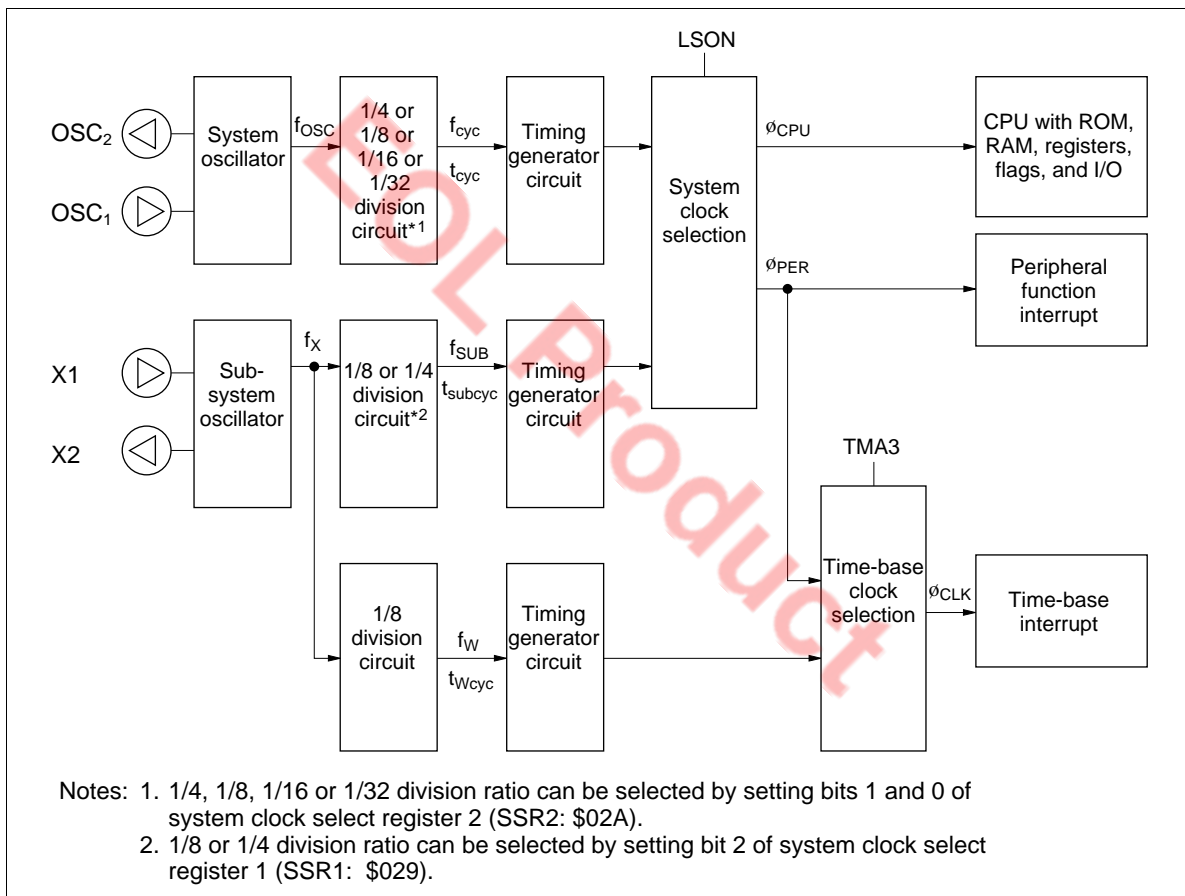 LSON
OSC2
OSC1
System
oscillator
fOSC
1/4 or
1/8 or
1/16 or
1/32
division
circuit*1
fcyc
tcyc
Timing
generator
circuit
System
clock
selection
øCPU
CPU with ROM,
RAM, registers,
flags, and I/O
øPER
Peripheral
function
interrupt
X1
X2
Sub-
system
oscillator
fX
1/8 or 1/4
division
circuit*2
fSUB
tsubcyc
Timing
generator
circuit
TMA3
1/8
division
circuit
fW
tWcyc
Timing
generator
circuit
Time-base
clock
selection
øCLK
Time-base
interrupt
EOL Product
Notes: 1. 1/4, 1/8, 1/16 or 1/32 division ratio can be selected by setting bits 1 and 0 of
system clock select register 2 (SSR2: $02A).
2. 1/8 or 1/4 division ratio can be selected by setting bit 2 of system clock select
register 1 (SSR1: $029).